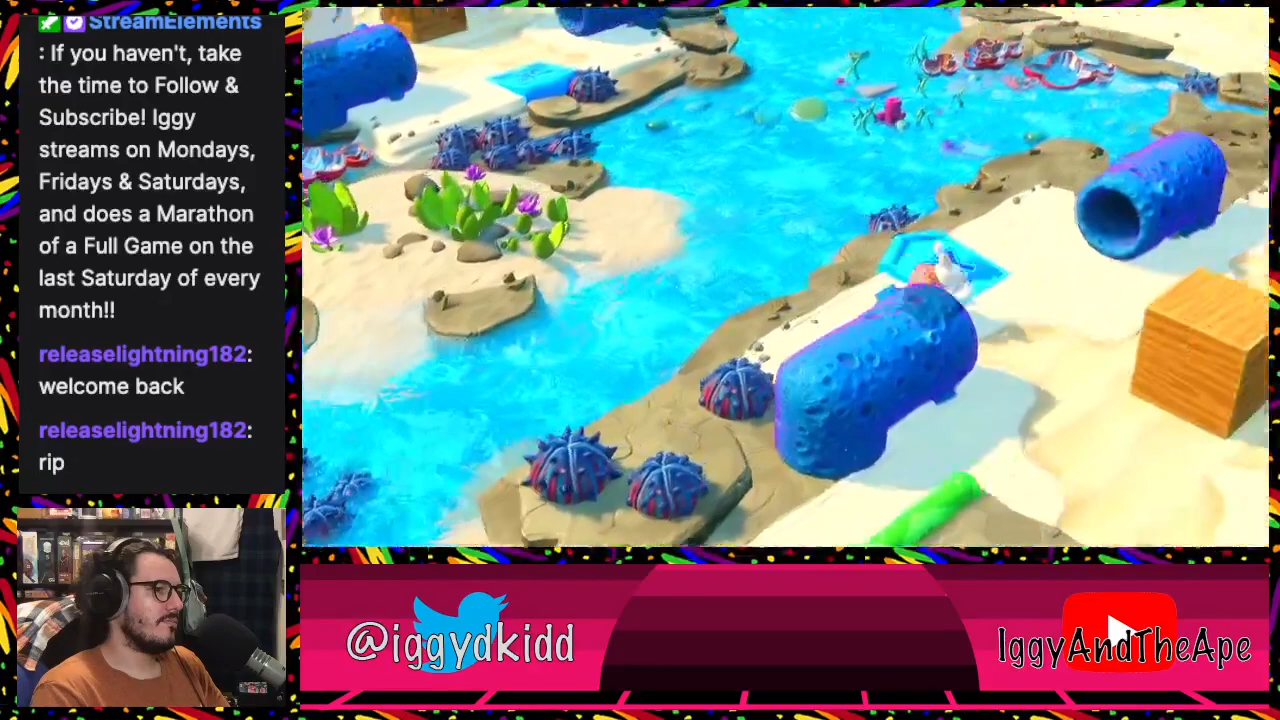 StreamElements
: If you haven't, take
the time to Follow &
Subscribe! Iggy
streams on Mondays,
Fridays & Saturdays,
and does a Marathon
of a Full Game on the
last Saturday of every
month!!
releaselightning182:
welcome back
releaselightning182:
rip
@iggydkidd
IggyAndTheApe